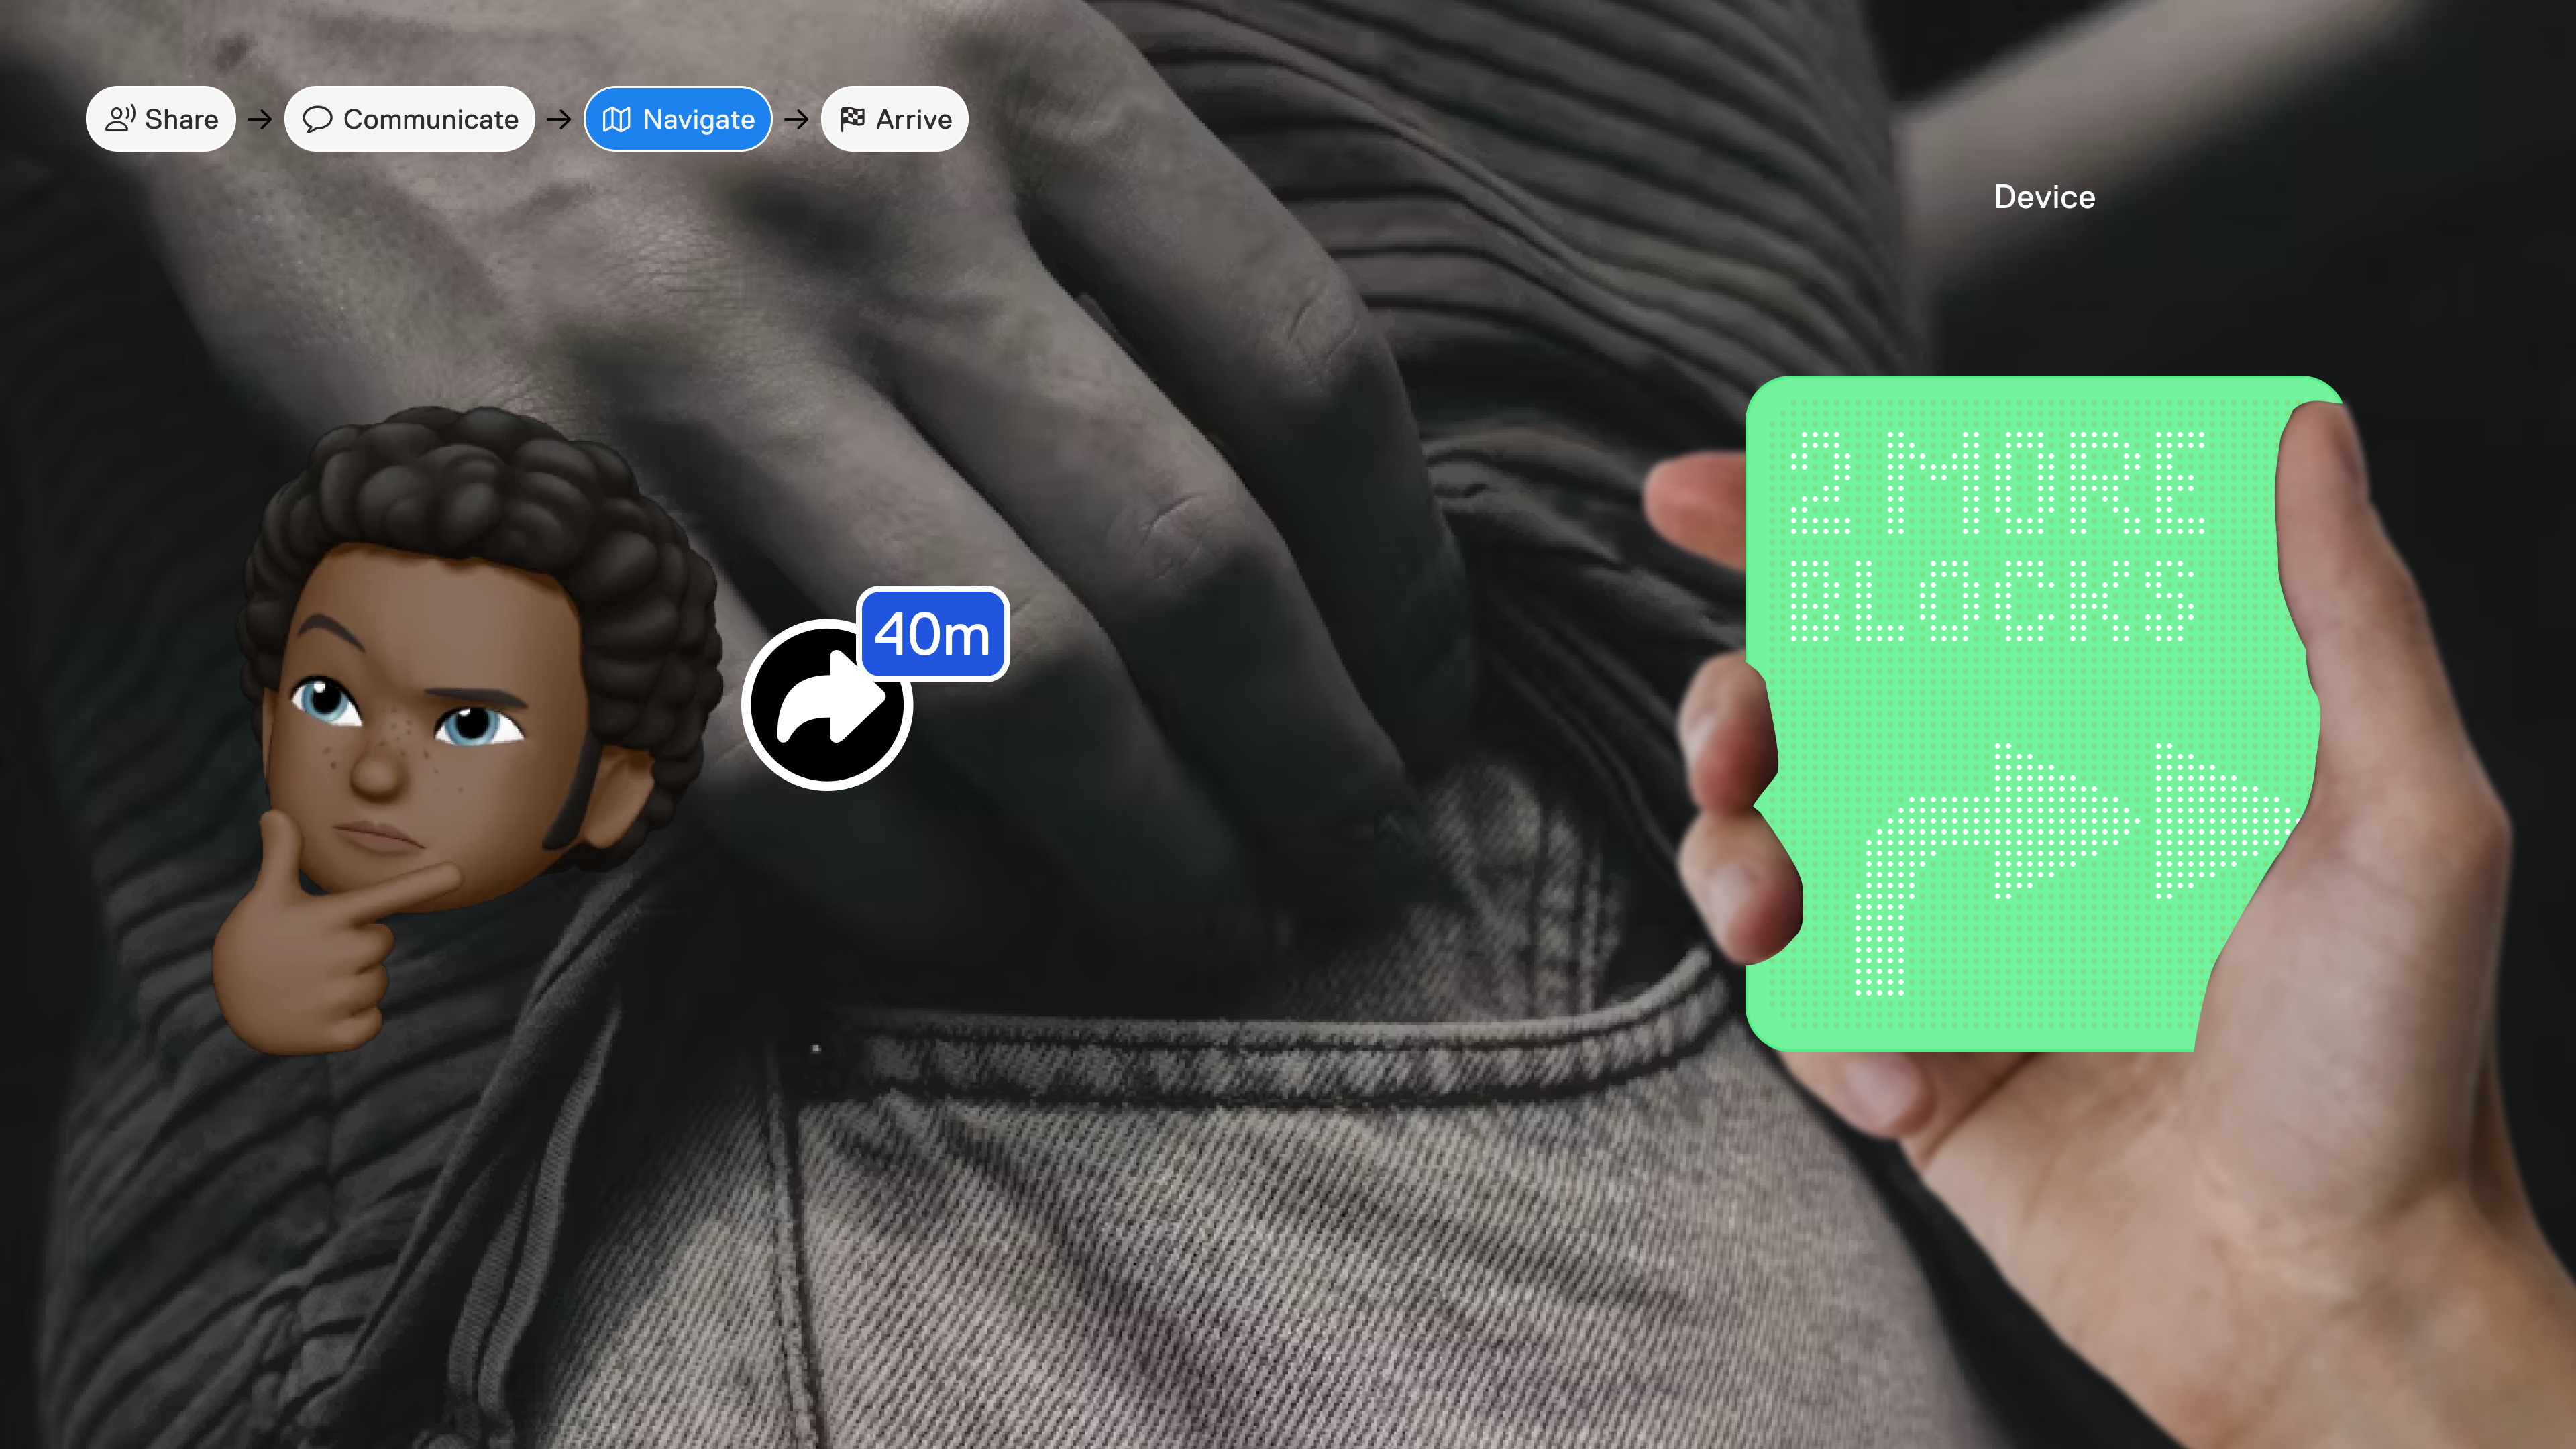 Share → Communicate → Navigate → Arrive
Device
2 MORE
BLOCKS
40m